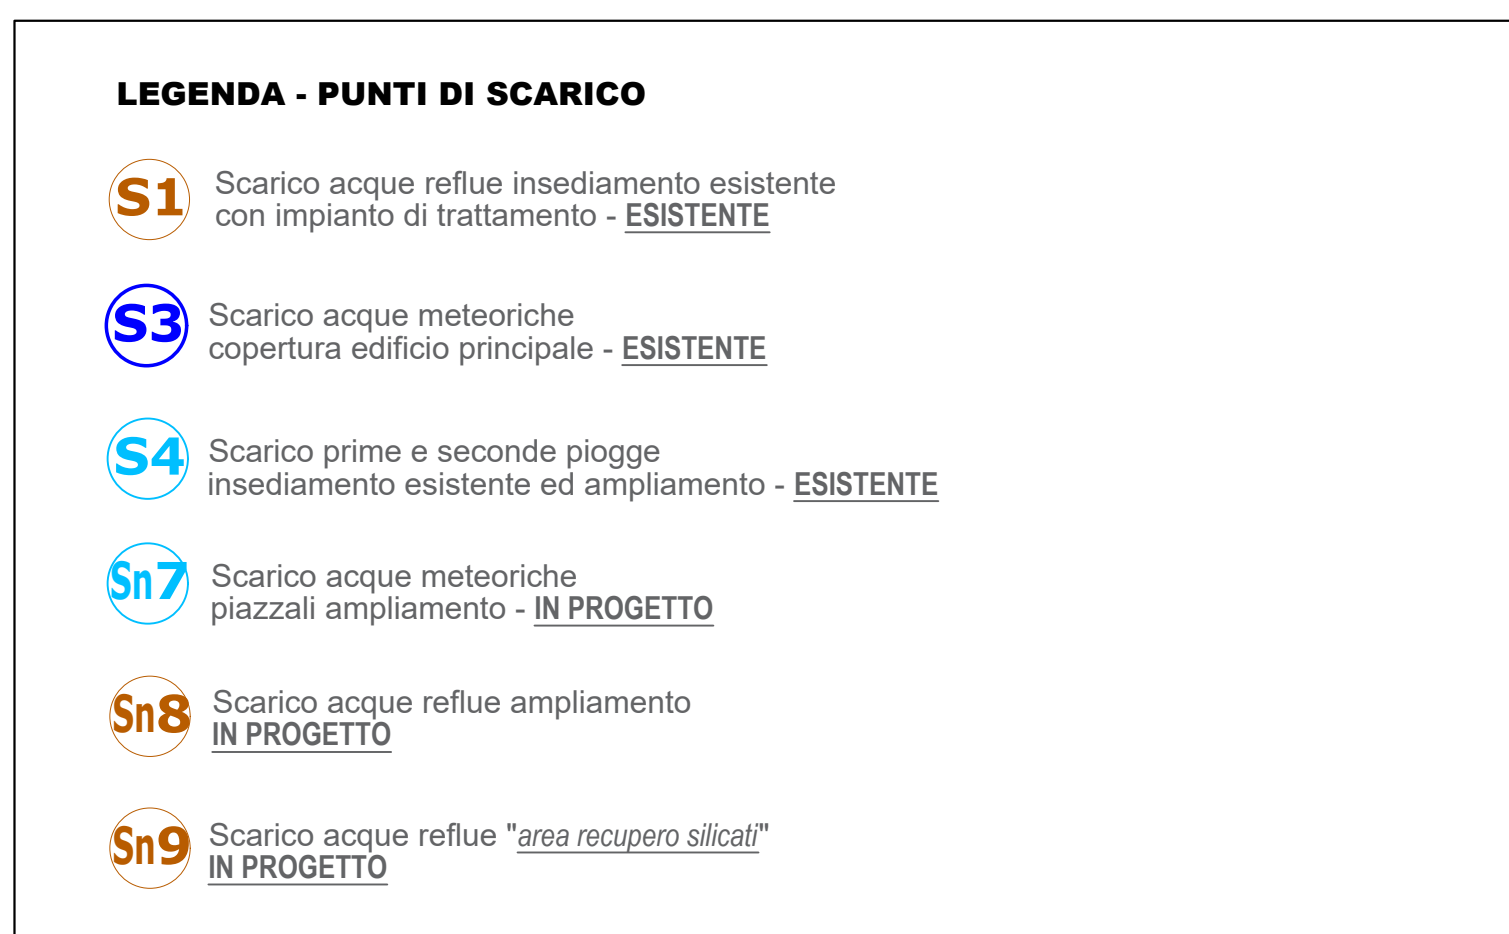 LEGENDA - PUNTI DI SCARICO
S1
Scarico acque reflue insediamento esistente
con impianto di trattamento - ESISTENTE
S3
Scarico acque meteoriche
copertura edificio principale - ESISTENTE
S4
Scarico prime e seconde piogge
insediamento esistente ed ampliamento - ESISTENTE
Sn7
Scarico acque meteoriche
piazzali ampliamento - IN PROGETTO
Sn8
Scarico acque reflue ampliamento
IN PROGETTO
Sn9
Scarico acque reflue "area recupero silicati"
IN PROGETTO